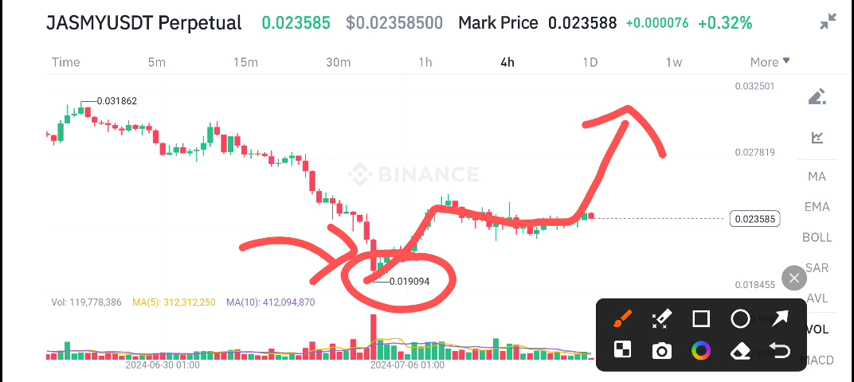 JASMYUSDT Perpetual 0.023585 $0.02358500 Mark Price 0.023588 +0.000076 +0.32%
Time 5m 15m 30m 1h 4h 1D 1w More
0.032501
0.031862
0.027819
BINANCE
MA
EMA
0.023585
BOLL
SAR
0.019094
0.018455
AVL
Vol: 119,778,386 MA(5): 312,312,250 MA(10): 412,094,870
VOL
MACD
2024-06-30 01:00 2024-07-06 01:00